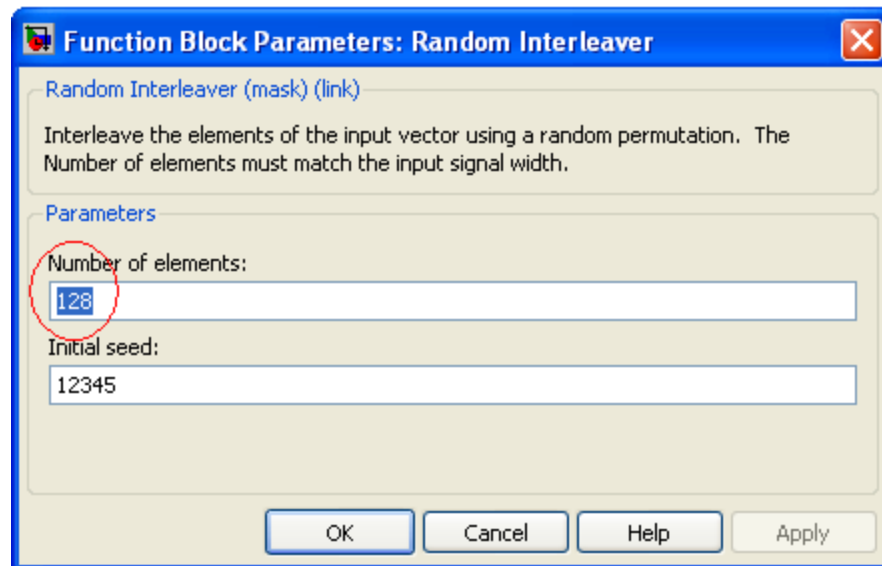 Function Block Parameters: Random Interleaver
Random Interleaver (mask) (link)
Interleave the elements of the input vector using a random permutation.  The
Number of elements must match the input signal width.
Parameters
Number of elements:
128
Initial seed:
12345
OK Cancel Help Apply